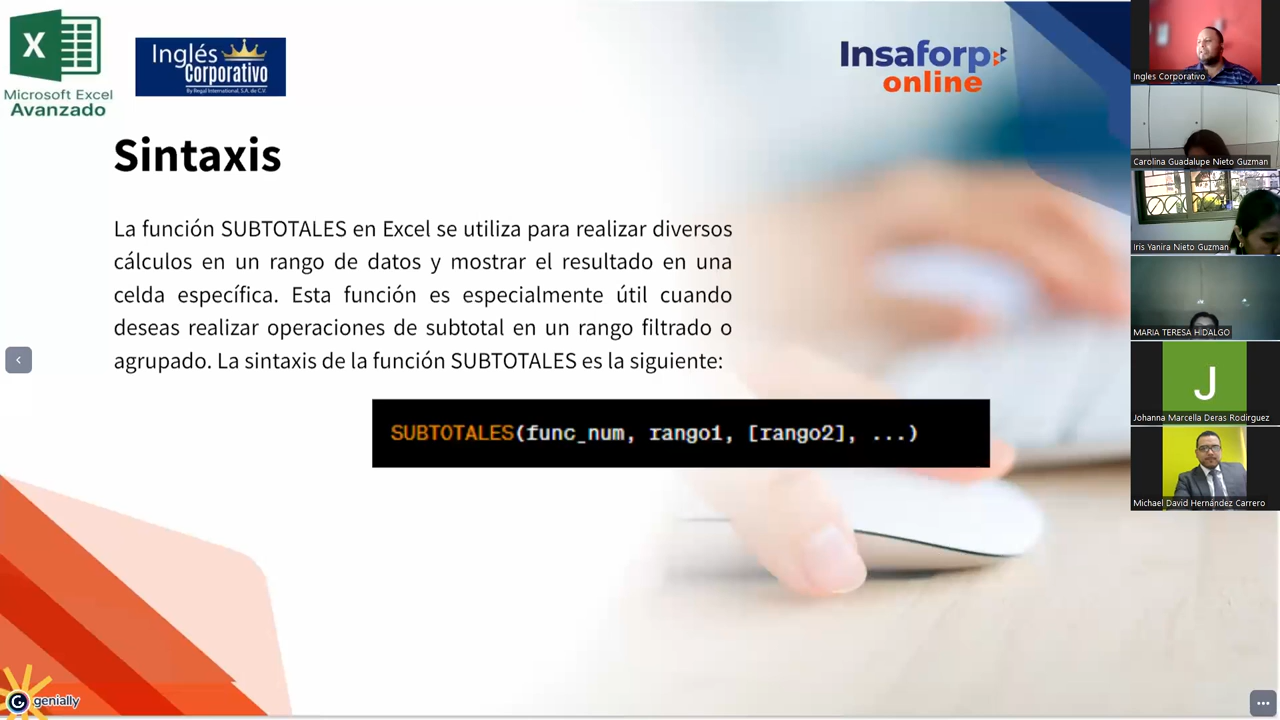 X
Microsoft Excel
Avanzado
Inglés
Corporativo
By Regal International, S.A. de C.V.
Insaforp
online
Sintaxis
La función SUBTOTALES en Excel se utiliza para realizar diversos
cálculos en un rango de datos y mostrar el resultado en una
celda específica. Esta función es especialmente útil cuando
deseas realizar operaciones de subtotal en un rango filtrado o
agrupado. La sintaxis de la función SUBTOTALES es la siguiente:
SUBTOTALES(func_num, rango1, [rango2], ...)
genially
Ingles Corporativo
Carolina Guadalupe Nieto Guzman
Iris Yanira Nieto Guzman
MARIA TERESA HIDALGO
J
Johanna Marcella Deras Rodirguez
Michael David Hernández Carrero